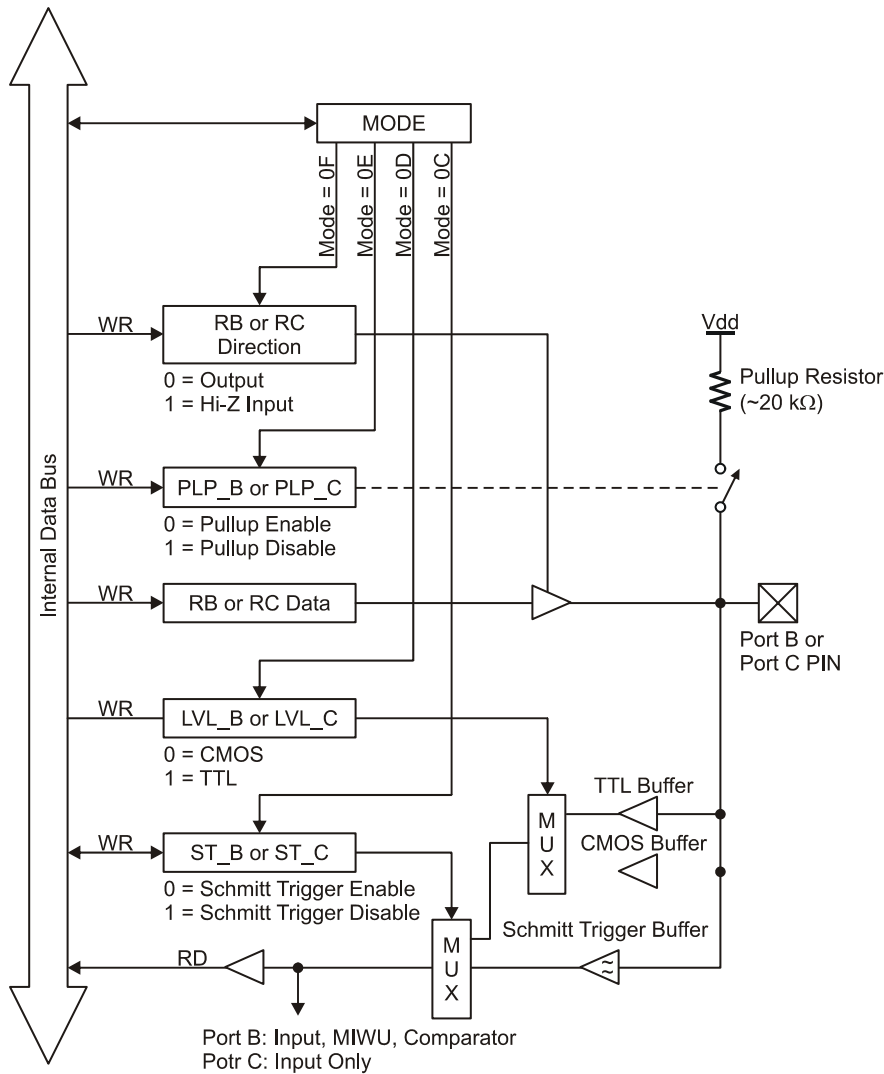 MODE
Mode = 0F
Mode = 0E
Mode = 0D
Mode = 0C
Internal Data Bus
WR
RB or RC
Direction
0 = Output
1 = Hi-Z Input
Vdd
Pullup Resistor
(~20 kΩ)
WR
PLP_B or PLP_C
0 = Pullup Enable
1 = Pullup Disable
WR
RB or RC Data
Port B or
Port C PIN
WR
LVL_B or LVL_C
0 = CMOS
1 = TTL
TTL Buffer
MUX
CMOS Buffer
WR
ST_B or ST_C
0 = Schmitt Trigger Enable
1 = Schmitt Trigger Disable
Schmitt Trigger Buffer
MUX
RD
Port B: Input, MIWU, Comparator
Potr C: Input Only